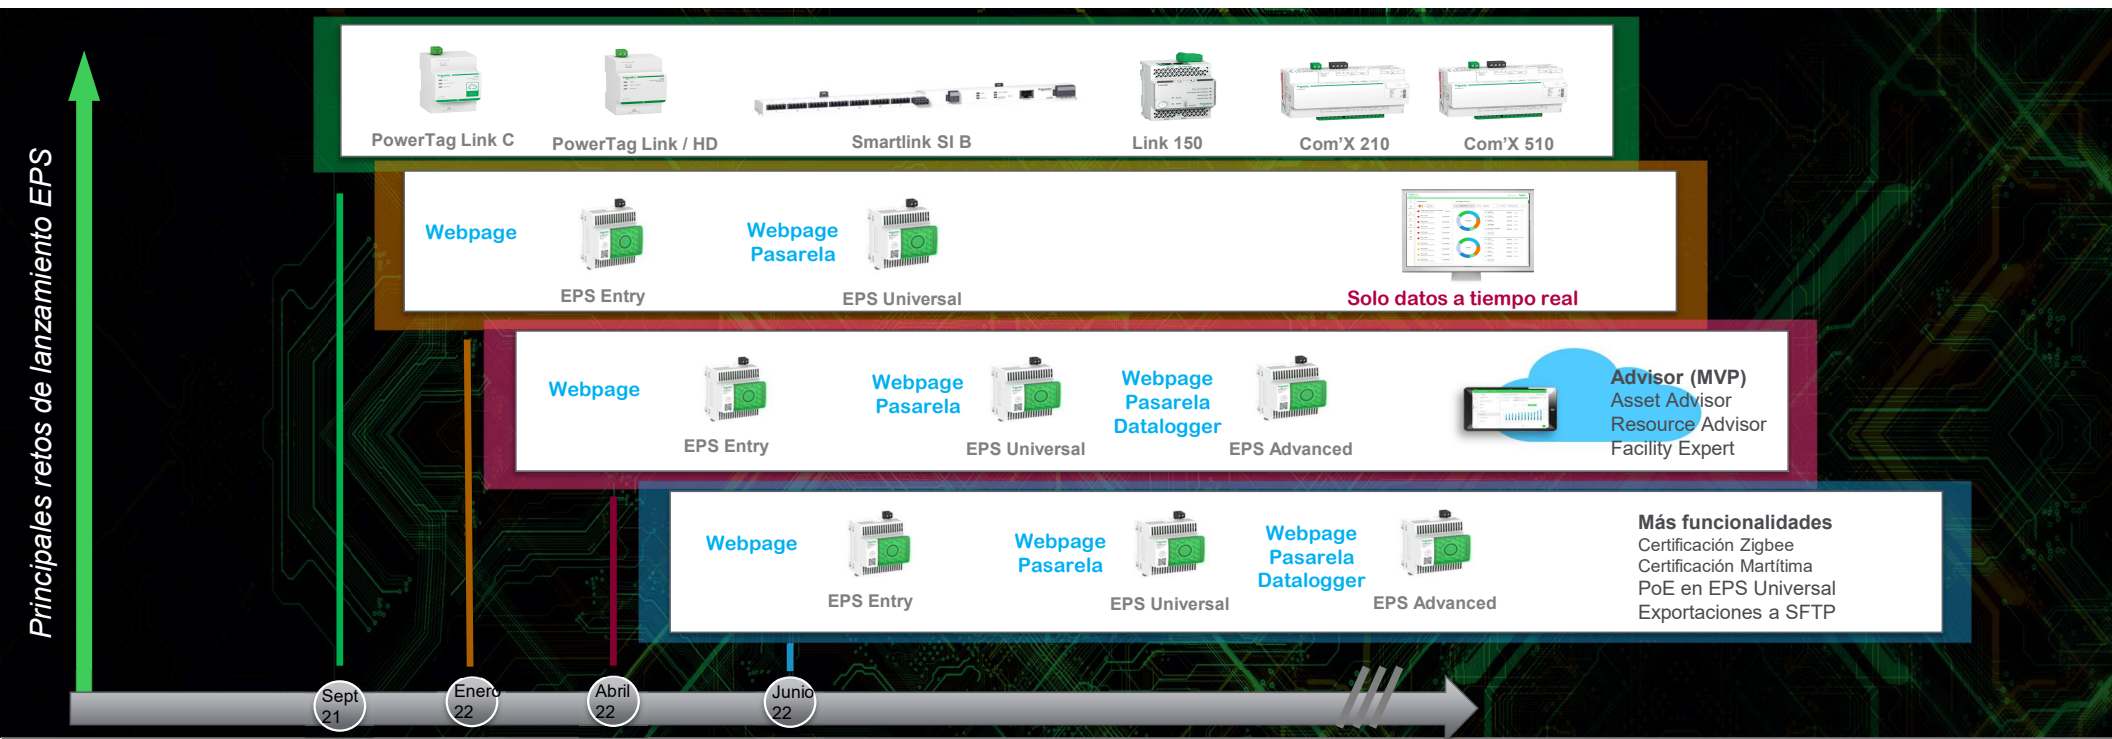 Principales retos de lanzamiento EPS
PowerTag Link C
PowerTag Link / HD
Smartlink SI B
Link 150
Com'X 210
Com'X 510
Webpage
EPS Entry
Webpage
Pasarela
EPS Universal
Solo datos a tiempo real
Webpage
EPS Entry
Webpage
Pasarela
EPS Universal
Webpage
Pasarela
Datalogger
EPS Advanced
Advisor (MVP)
Asset Advisor
Resource Advisor
Facility Expert
Webpage
EPS Entry
Webpage
Pasarela
EPS Universal
Webpage
Pasarela
Datalogger
EPS Advanced
Más funcionalidades
Certificación Zigbee
Certificación Martítima
PoE en EPS Universal
Exportaciones a SFTP
Sept
21
Enero
22
Abril
22
Junio
22